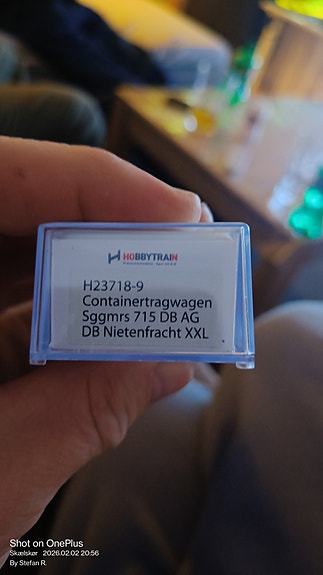 HOBBYTRAIN
H23718-9
Containertragwagen
Sggmrs 715 DB AG
DB Nietenfracht XXL
Shot on OnePlus
Skælskør 2026.02.02 20:56
By Stefan R.